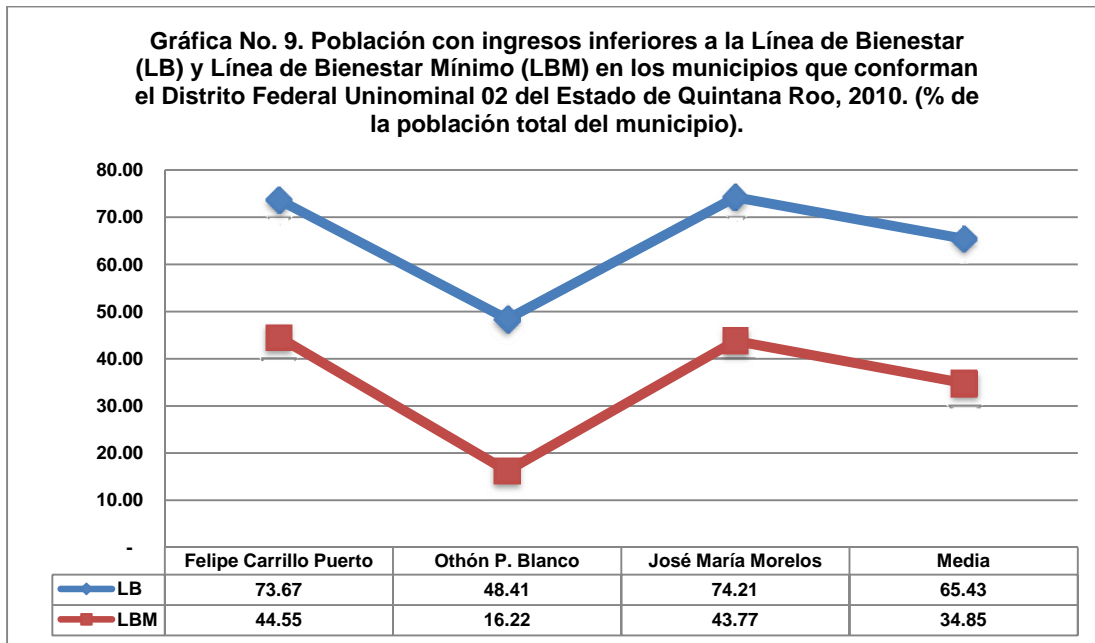 Gráfica No. 9. Población con ingresos inferiores a la Línea de Bienestar
(LB) y Línea de Bienestar Mínimo (LBM) en los municipios que conforman
el Distrito Federal Uninominal 02 del Estado de Quintana Roo, 2010. (% de
la población total del municipio).
80.00
70.00
60.00
50.00
40.00
30.00
20.00
10.00
-
Felipe Carrillo Puerto Othón P. Blanco José María Morelos Media
LB 73.67 48.41 74.21 65.43
LBM 44.55 16.22 43.77 34.85